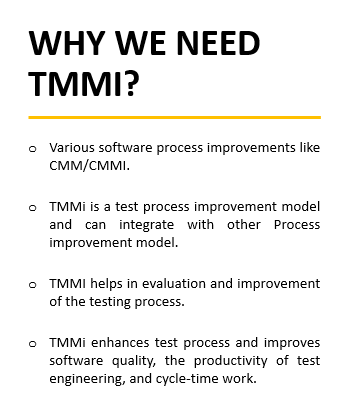 WHY WE NEED
TMMI?
o Various software process improvements like
CMM/CMMI.
o TMMi is a test process improvement model
and can integrate with other Process
improvement model.
o TMMI helps in evaluation and improvement
of the testing process.
o TMMi enhances test process and improves
software quality, the productivity of test
engineering, and cycle-time work.